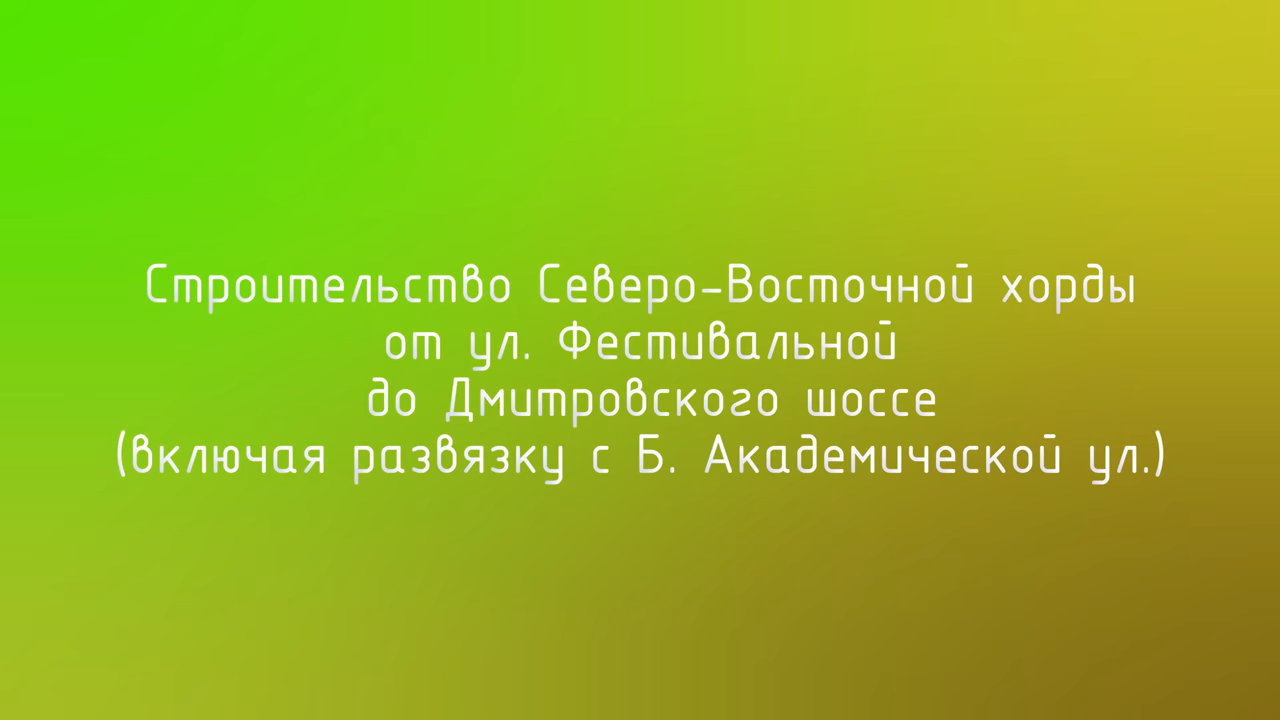 Строительство Северо-Восточной хорды
от ул. Фестивальной
до Дмитровского шоссе
(включая развязку с Б. Академической ул.)